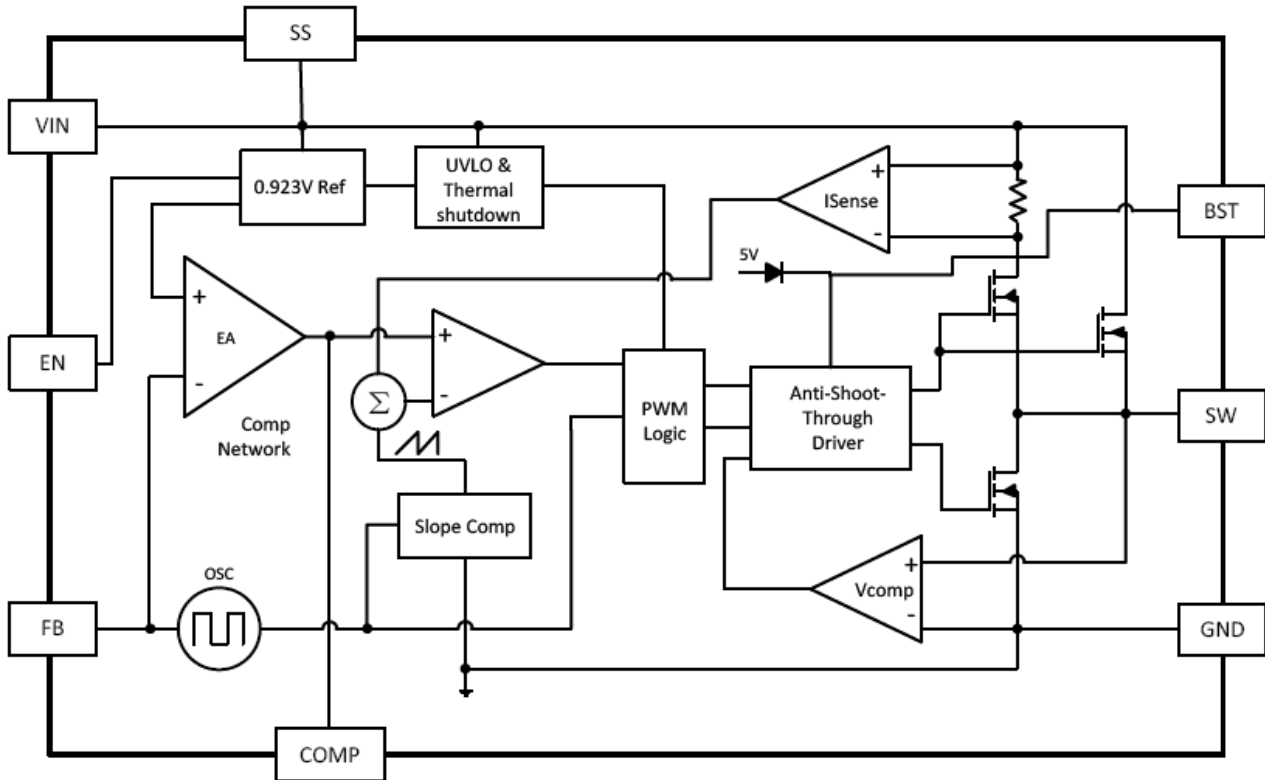 SS
VIN
0.923V Ref
UVLO &
Thermal
shutdown
+
ISense
-
BST
5V
+
EA
-
+
-
Σ
EN
Comp
Network
PWM
Logic
Anti-Shoot-
Through
Driver
SW
Slope Comp
OSC
+
Vcomp
-
FB
GND
COMP